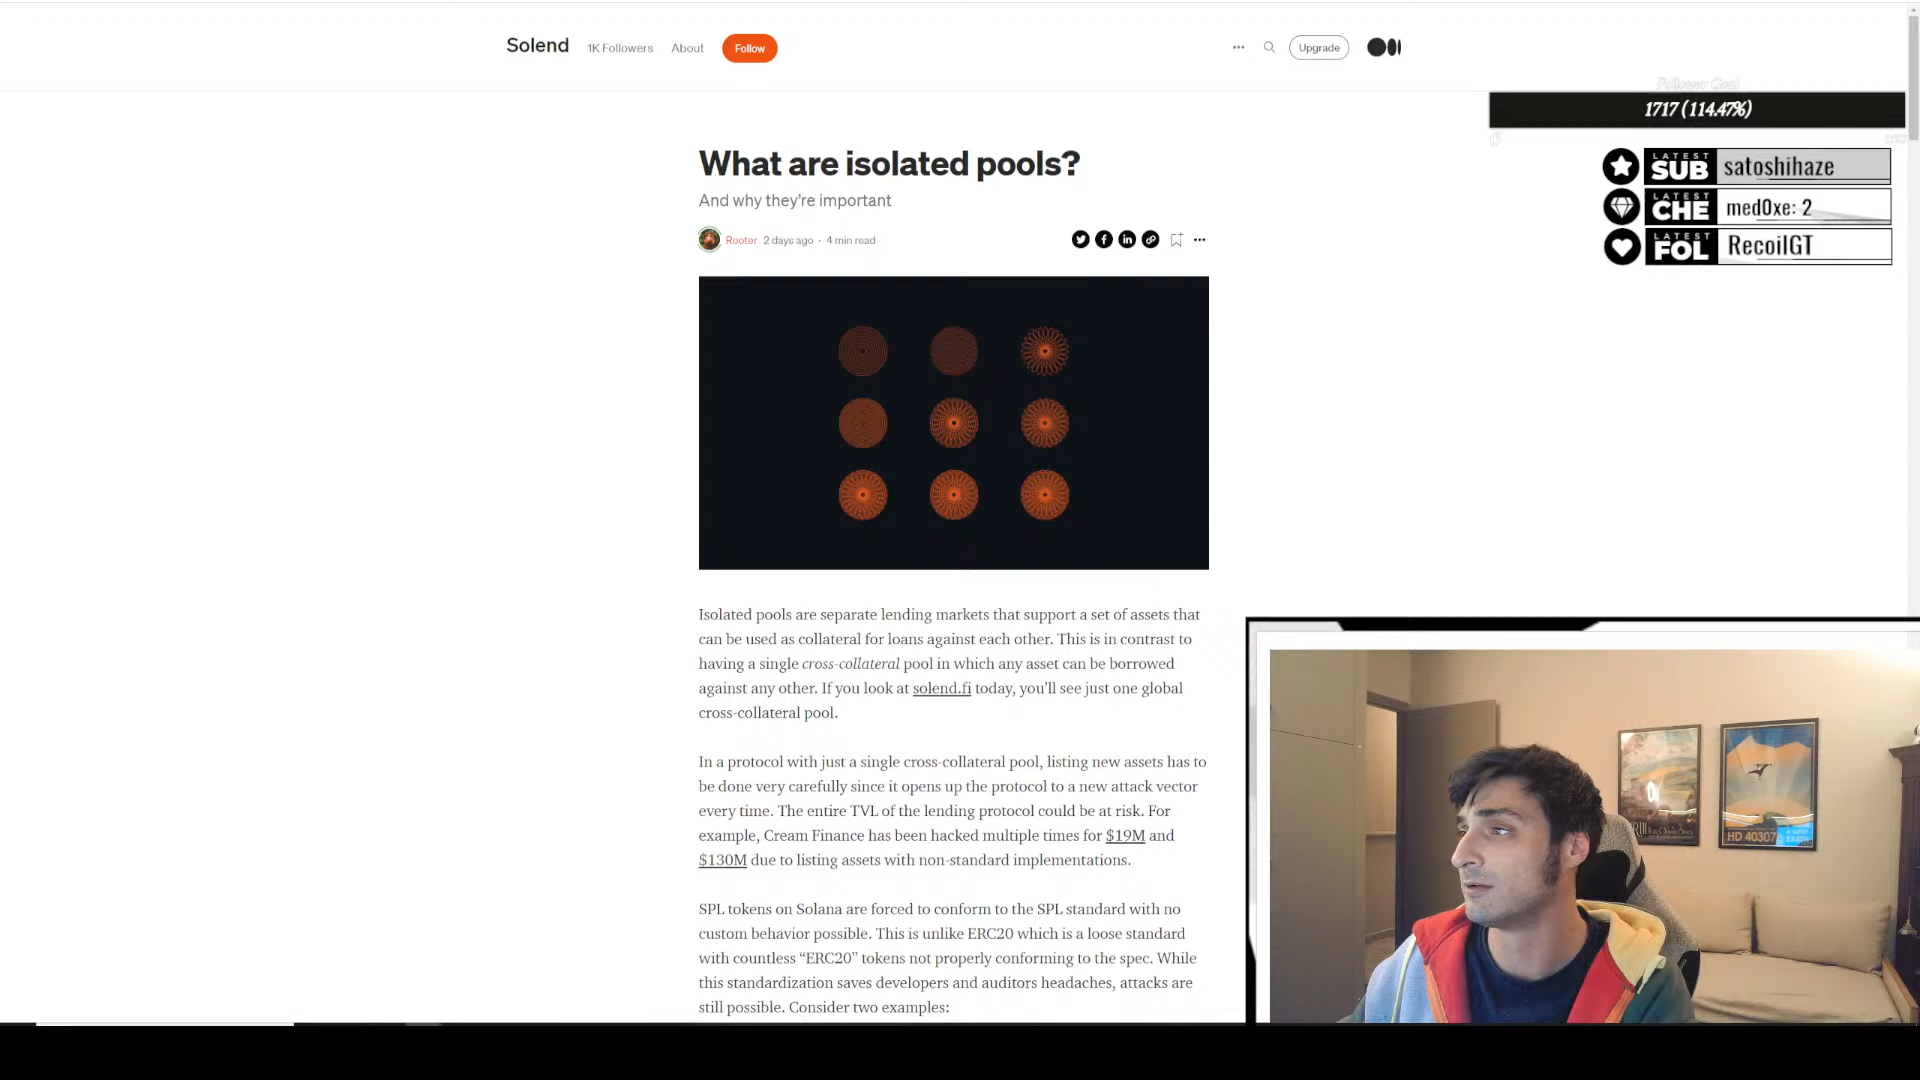 Solend 1K Followers About Follow Upgrade
Follower Goal
1717 (114.47%)
0
What are isolated pools?
And why they're important
Rooter 2 days ago · 4 min read
LATEST SUB satoshihaze
LATEST CHE med0xe: 2
LATEST FOL RecoilGT
Isolated pools are separate lending markets that support a set of assets that
can be used as collateral for loans against each other. This is in contrast to
having a single cross-collateral pool in which any asset can be borrowed
against any other. If you look at solend.fi today, you'll see just one global
cross-collateral pool.
In a protocol with just a single cross-collateral pool, listing new assets has to
be done very carefully since it opens up the protocol to a new attack vector
every time. The entire TVL of the lending protocol could be at risk. For
example, Cream Finance has been hacked multiple times for $19M and
$130M due to listing assets with non-standard implementations.
SPL tokens on Solana are forced to conform to the SPL standard with no
custom behavior possible. This is unlike ERC20 which is a loose standard
with countless “ERC20” tokens not properly conforming to the spec. While
this standardization saves developers and auditors headaches, attacks are
still possible. Consider two examples:
HD 40307g